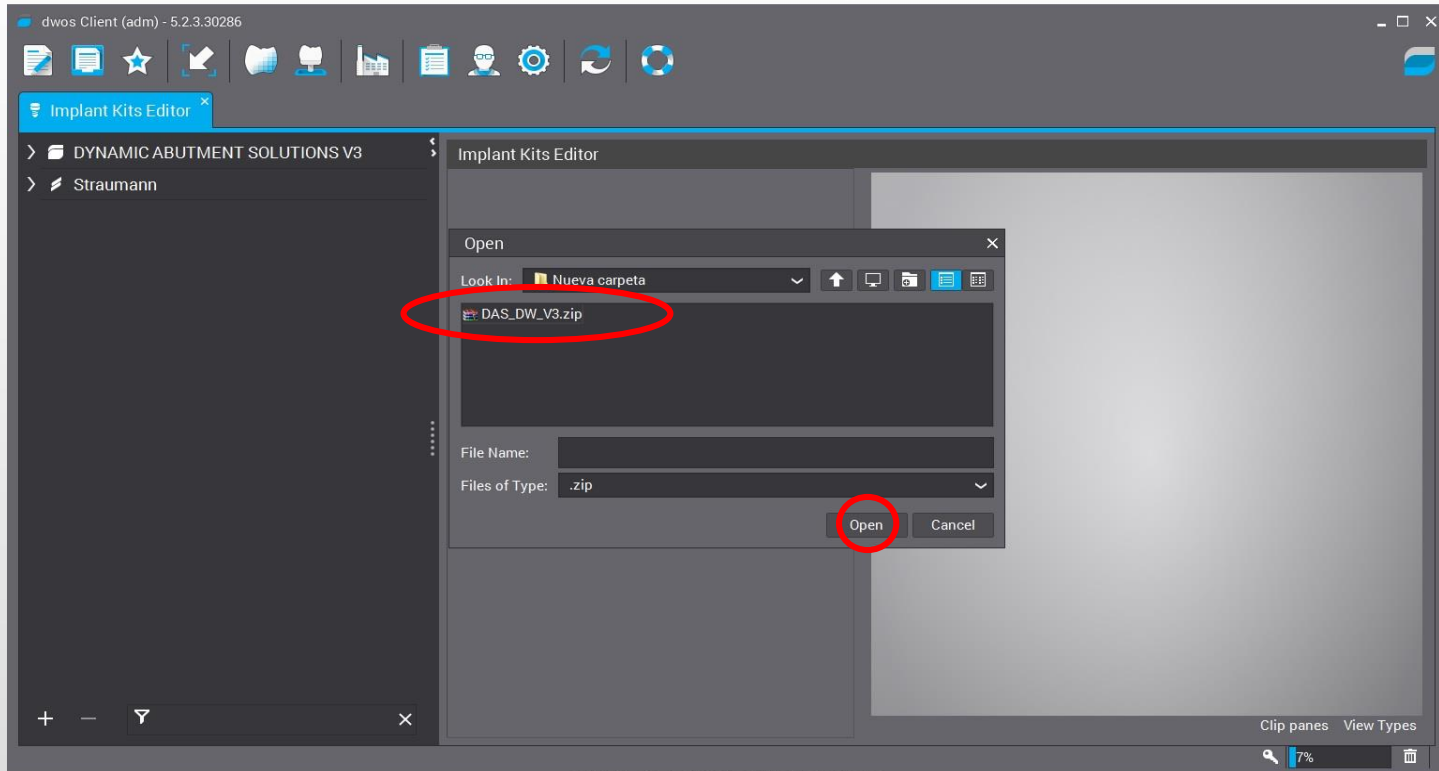 dwos Client (adm) - 5.2.3.30286
Implant Kits Editor
DYNAMIC ABUTMENT SOLUTIONS V3
Straumann
Implant Kits Editor
Open
Look In: Nueva carpeta
DAS_DW_V3.zip
File Name:
Files of Type: .zip
Open Cancel
Clip panes View Types
7%